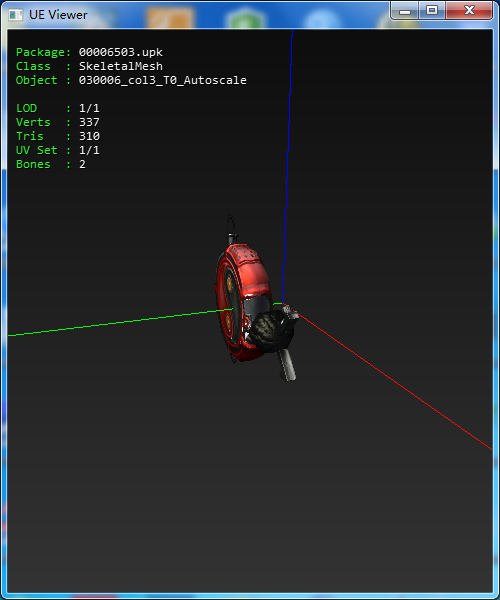 UE Viewer
Package: 00006503.upk
Class : SkeletalMesh
Object : 030006_col3_T0_Autoscale
LOD : 1/1
Verts : 337
Tris : 310
UV Set : 1/1
Bones : 2